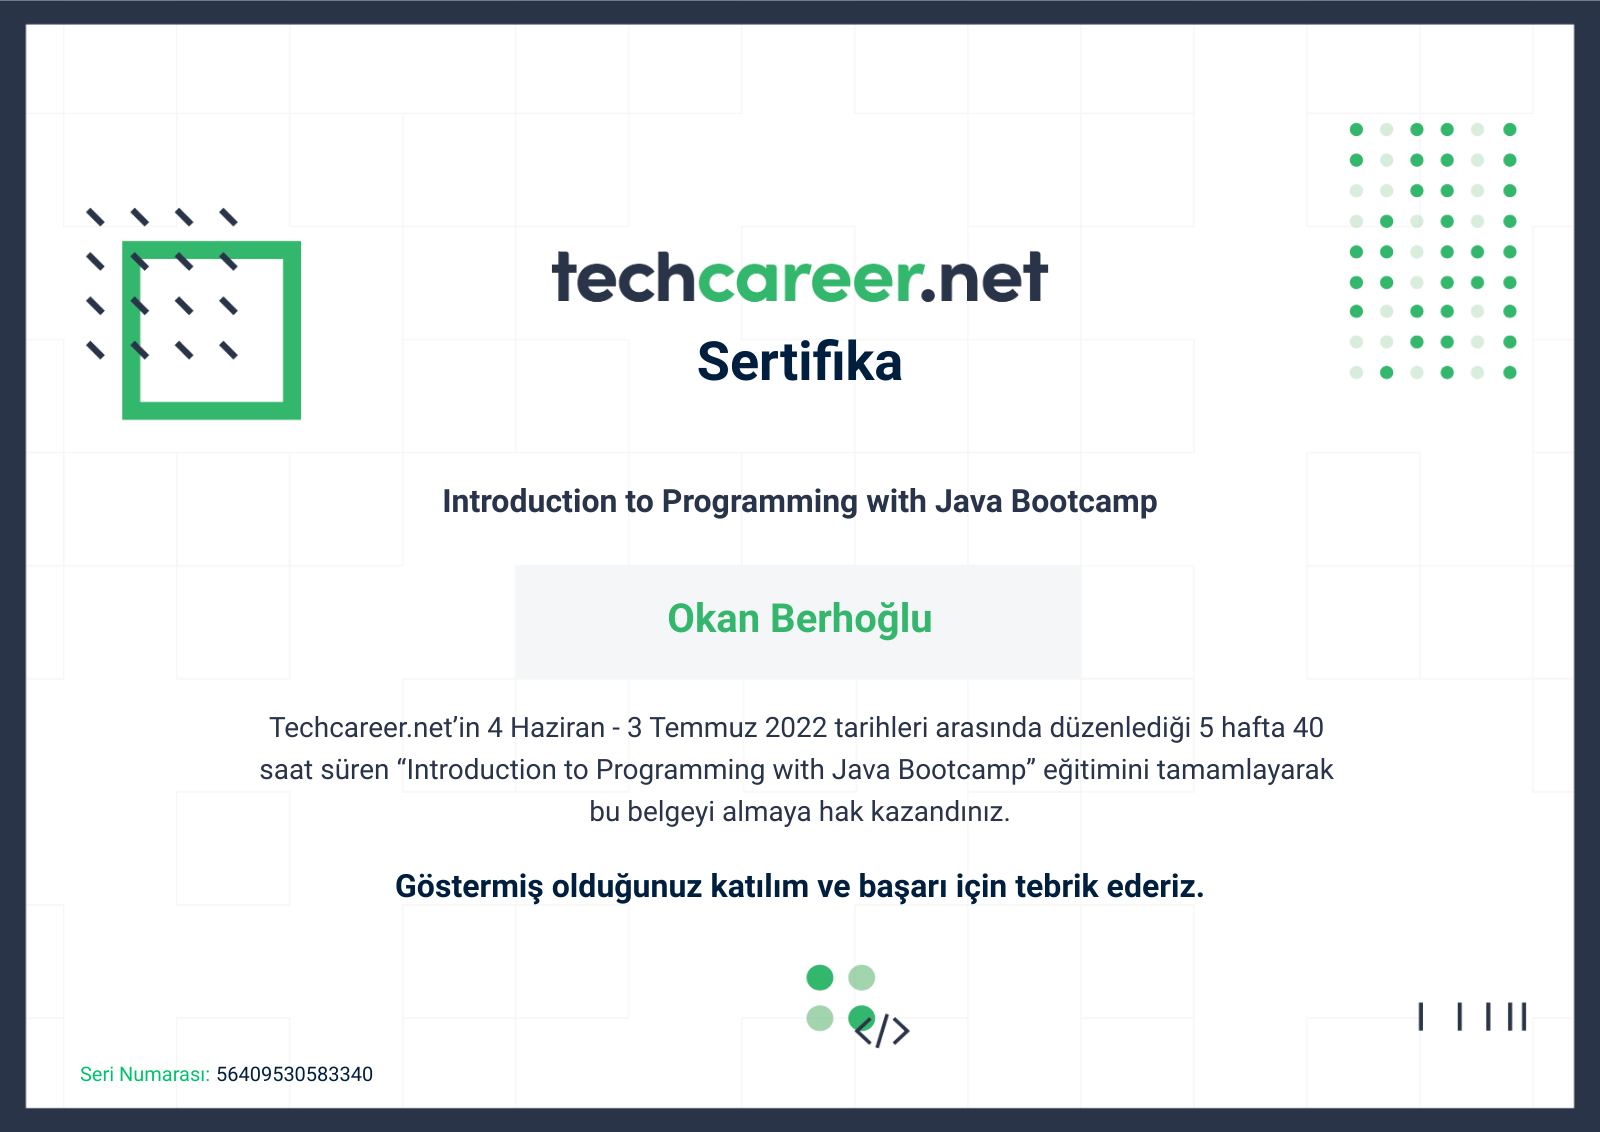 techcareer.net
Sertifika
Introduction to Programming with Java Bootcamp
Okan Berhoğlu
Techcareer.net’in 4 Haziran - 3 Temmuz 2022 tarihleri arasında düzenlediği 5 hafta 40
saat süren “Introduction to Programming with Java Bootcamp” eğitimini tamamlayarak
bu belgeyi almaya hak kazandınız.
Göstermiş olduğunuz katılım ve başarı için tebrik ederiz.
</>
Seri Numarası: 56409530583340